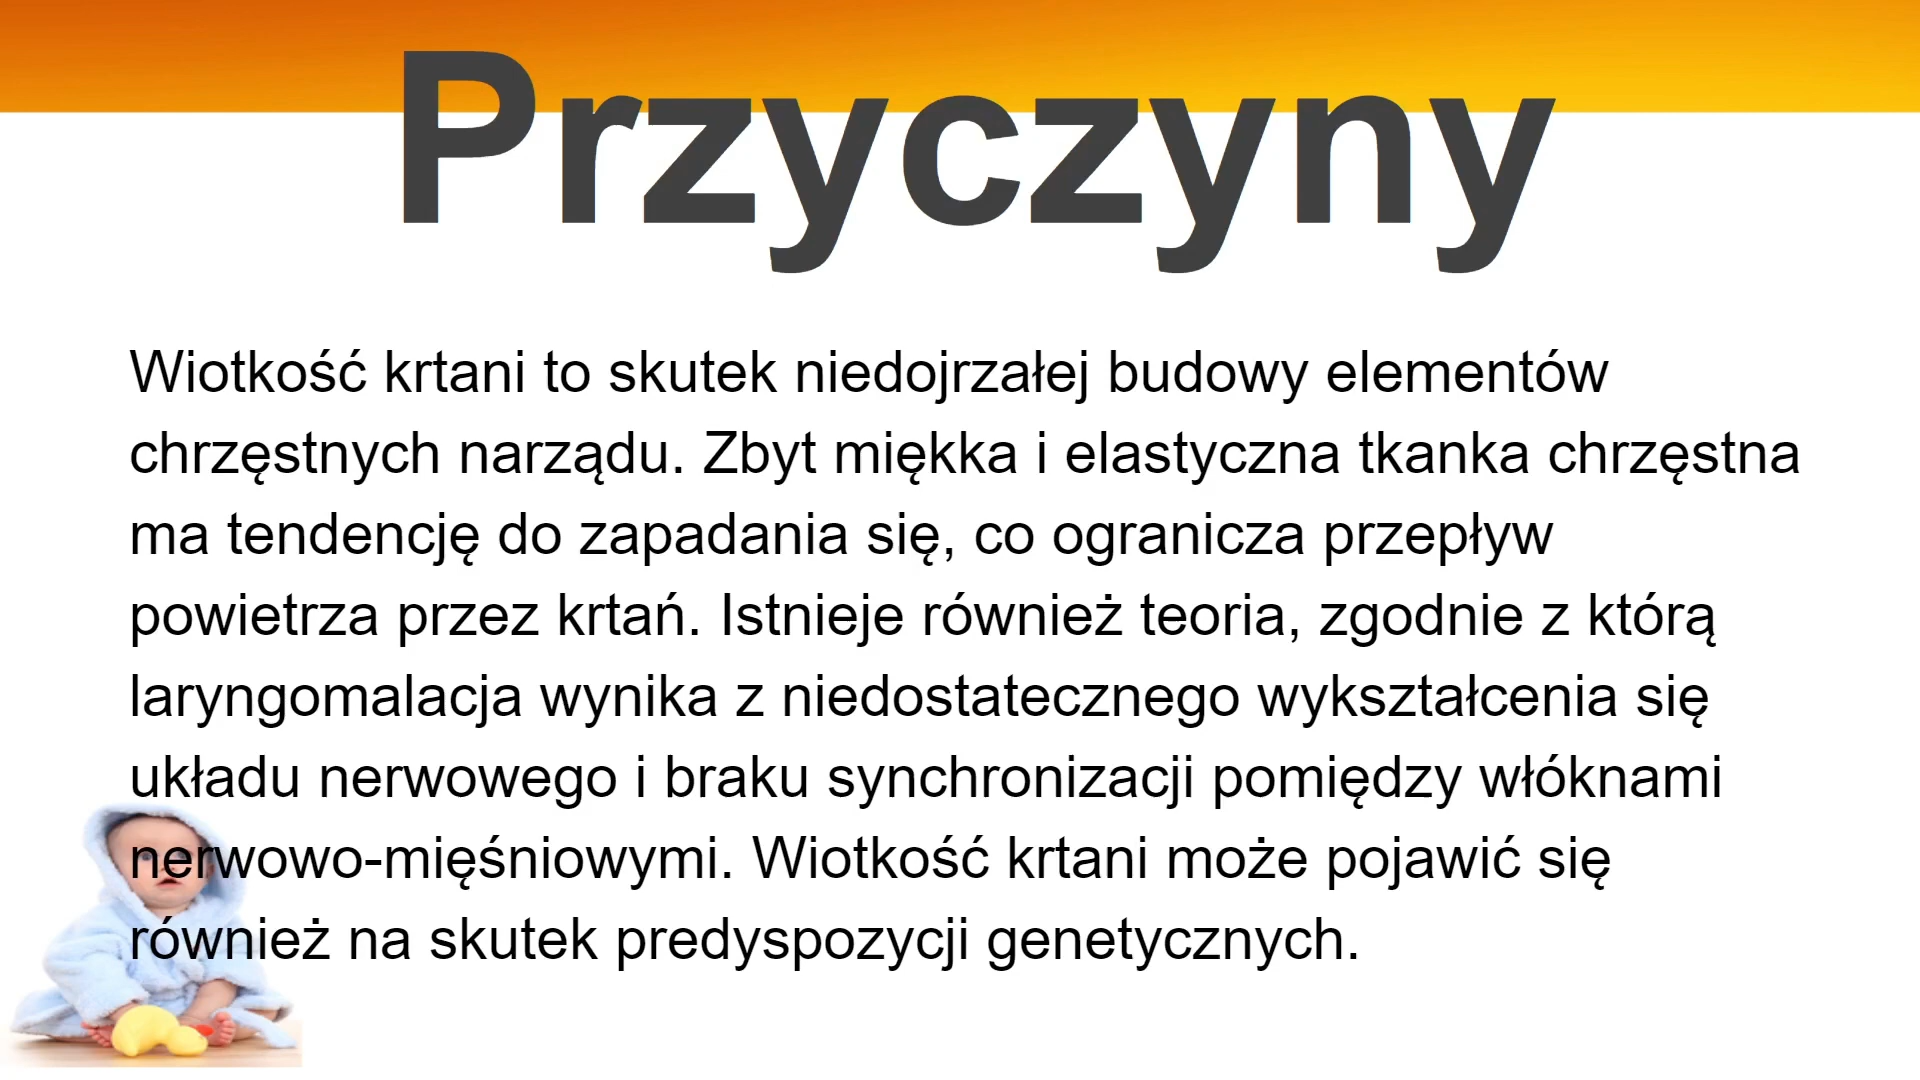 Przyczyny
Wiotkość krtani to skutek niedojrzałej budowy elementów
chrzęstnych narządu. Zbyt miękka i elastyczna tkanka chrzęstna
ma tendencję do zapadania się, co ogranicza przepływ
powietrza przez krtań. Istnieje również teoria, zgodnie z którą
laryngomalacja wynika z niedostatecznego wykształcenia się
układu nerwowego i braku synchronizacji pomiędzy włóknami
nerwowo-mięśniowymi. Wiotkość krtani może pojawić się
również na skutek predyspozycji genetycznych.